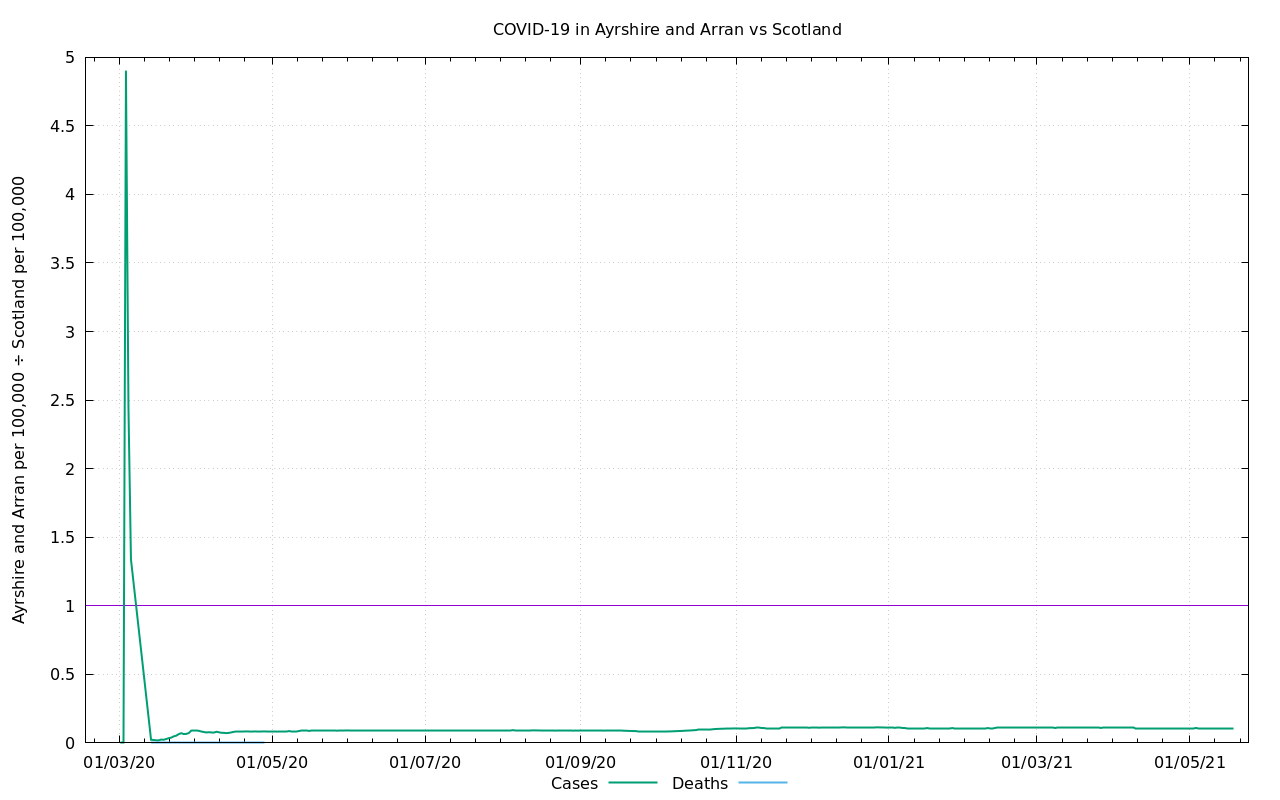 COVID-19 in Ayrshire and Arran vs Scotland
Ayrshire and Arran per 100,000 ÷ Scotland per 100,000
5
4.5
4
3.5
3
2.5
2
1.5
1
0.5
0
01/03/20 01/05/20 01/07/20 01/09/20 01/11/20 01/01/21 01/03/21 01/05/21
Cases Deaths